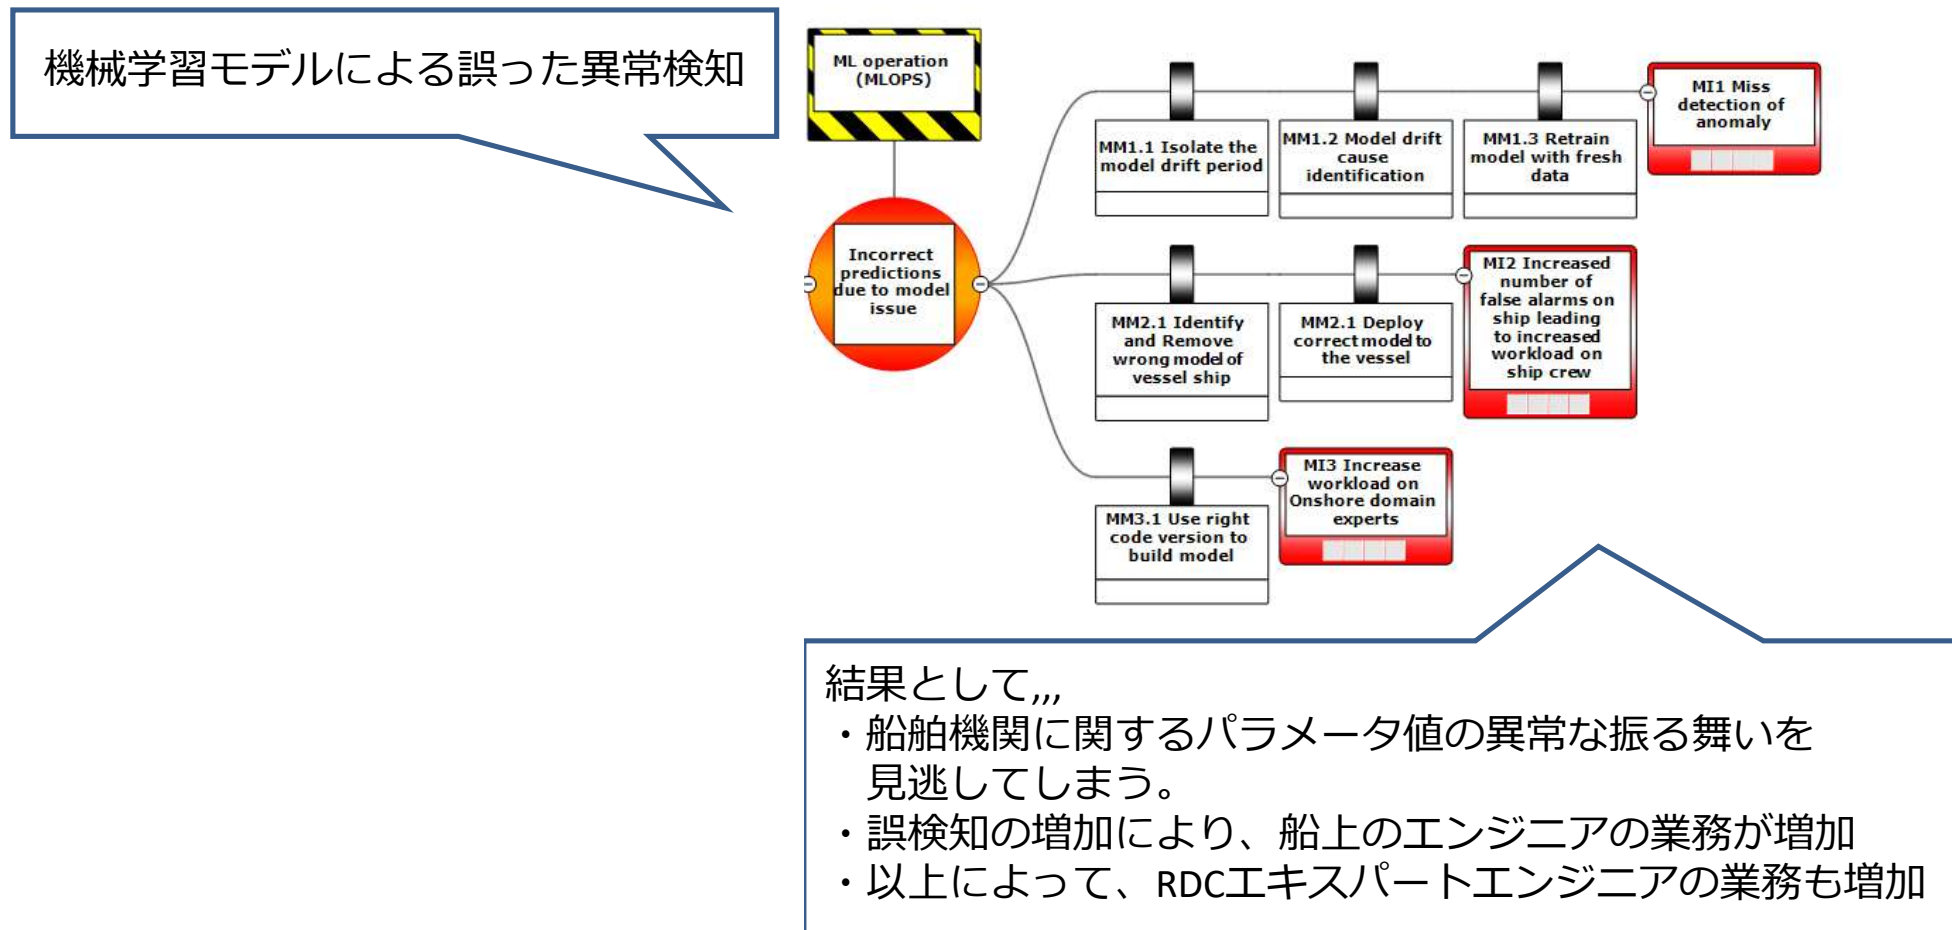 機械学習モデルによる誤った異常検知
ML operation
(MLOPS)
Incorrect
predictions
due to model
issue
MM1.1 Isolate the
model drift period
MM1.2 Model drift
cause
identification
MM1.3 Retrain
model with fresh
data
MI1 Miss
detection of
anomaly
MM2.1 Identify
and Remove
wrong model of
vessel ship
MM2.1 Deploy
correct model to
the vessel
MI2 Increased
number of
false alarms on
ship leading
to increased
workload on
ship crew
MM3.1 Use right
code version to
build model
MI3 Increase
workload on
Onshore domain
experts
結果として,,,
・船舶機関に関するパラメータ値の異常な振る舞いを
見逃してしまう。
・誤検知の増加により、船上のエンジニアの業務が増加
・以上によって、RDCエキスパートエンジニアの業務も増加